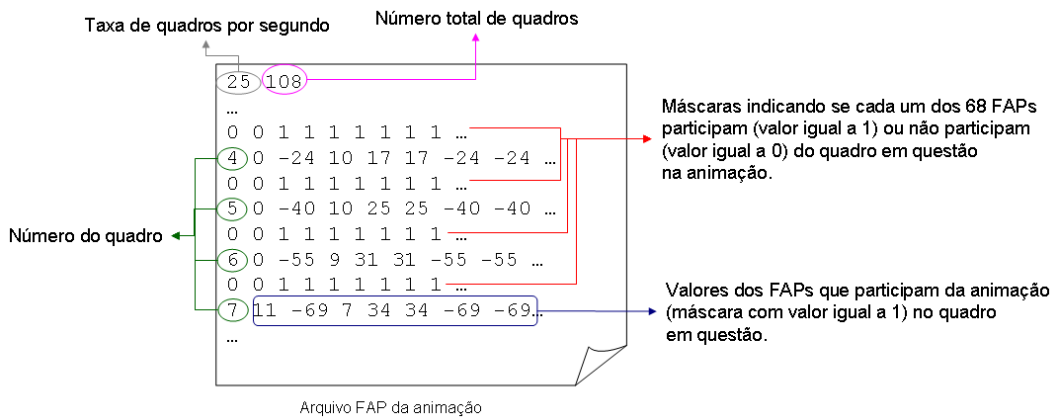 Taxa de quadros por segundo
Número total de quadros
25 108
...
0 0 1 1 1 1 1 1 1 ...
4 0 -24 10 17 17 -24 -24 ...
0 0 1 1 1 1 1 1 1 ...
5 0 -40 10 25 25 -40 -40 ...
0 0 1 1 1 1 1 1 1 ...
6 0 -55 9 31 31 -55 -55 ...
0 0 1 1 1 1 1 1 1 ...
7 11 -69 7 34 34 -69 -69...
...
Número do quadro
Máscaras indicando se cada um dos 68 FAPs
participam (valor igual a 1) ou não participam
(valor igual a 0) do quadro em questão
na animação.
Valores dos FAPs que participam da animação
(máscara com valor igual a 1) no quadro
em questão.
Arquivo FAP da animação